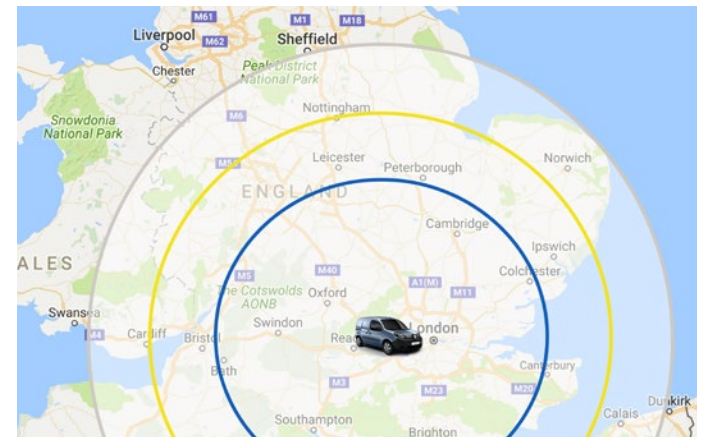 M61
M1
M18
Liverpool
M62
Sheffield
Chester
Peak District
National Park
Snowdonia
National Park
M6
Nottingham
Leicester
Peterborough
Norwich
ENGLAND
Cambridge
ALES
Ipswich
M5
M40
A1(M)
M11
Colchester
The Cotswolds
AONB
Oxford
Swansea
M4
Cardiff
Bristol
Swindon
London
Bath
M3
M23
M20
Canterbury
Dunkirk
Calais
Southampton
Brighton